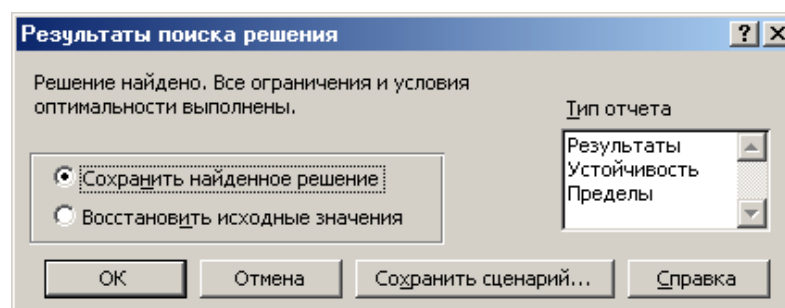 Результаты поиска решения
Решение найдено. Все ограничения и условия
оптимальности выполнены.
Тип отчета
Результаты
Устойчивость
Пределы
Сохранить найденное решение
Восстановить исходные значения
ОК
Отмена
Сохранить сценарий...
Справка